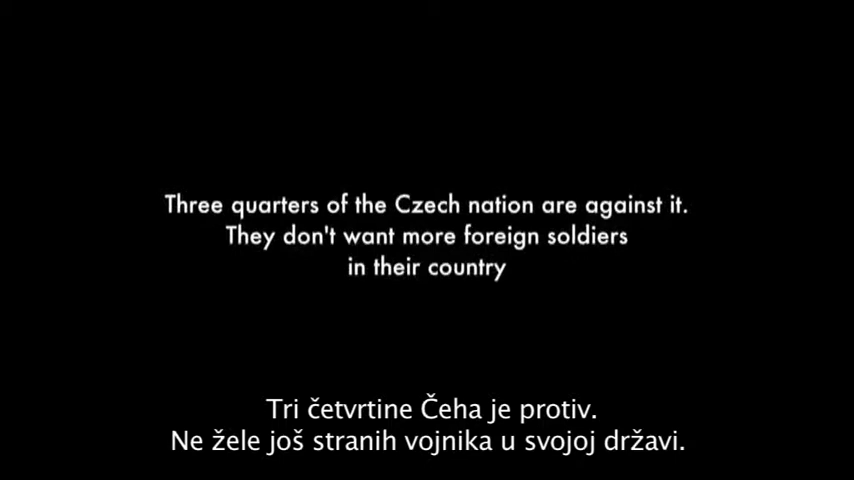 Three quarters of the Czech nation are against it.
They don't want more foreign soldiers
in their country
Tri četvrtine Čeha je protiv.
Ne žele još stranih vojnika u svojoj državi.